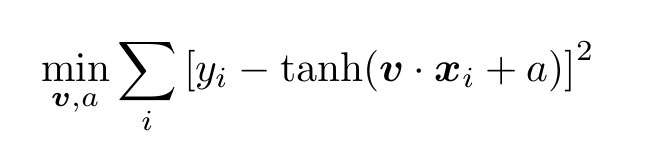 min_{𝒗,a} ∑_i [y_i − tanh(𝒗 · 𝒙_i + a)]^2